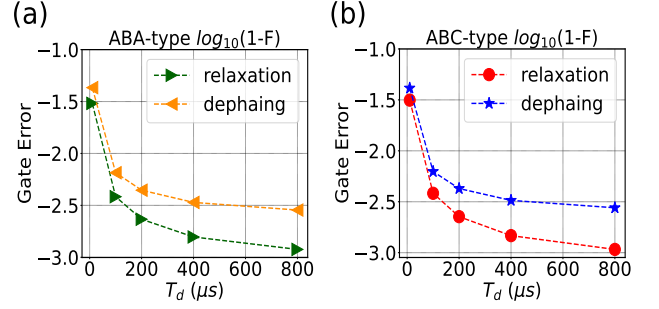 (a)
ABA-type log10(1-F)
Gate Error
−1.0
−1.5
−2.0
−2.5
−3.0
relaxation
dephaing
0 200 400 600 800
Td (μs)
(b)
ABC-type log10(1-F)
Gate Error
−1.0
−1.5
−2.0
−2.5
−3.0
relaxation
dephaing
0 200 400 600 800
Td (μs)